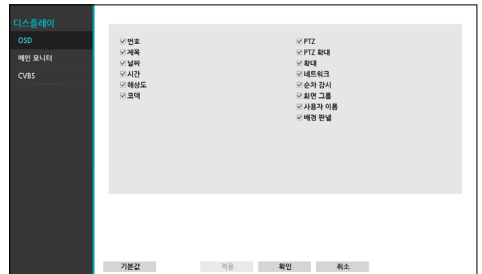 디스플레이
OSD
메인 모니터
CVBS
번호
제목
날짜
시간
해상도
코덱
PTZ
PTZ 확대
확대
네트워크
순차 감시
화면 그룹
사용자 이름
배경 판넬
기본값
적용
확인
취소